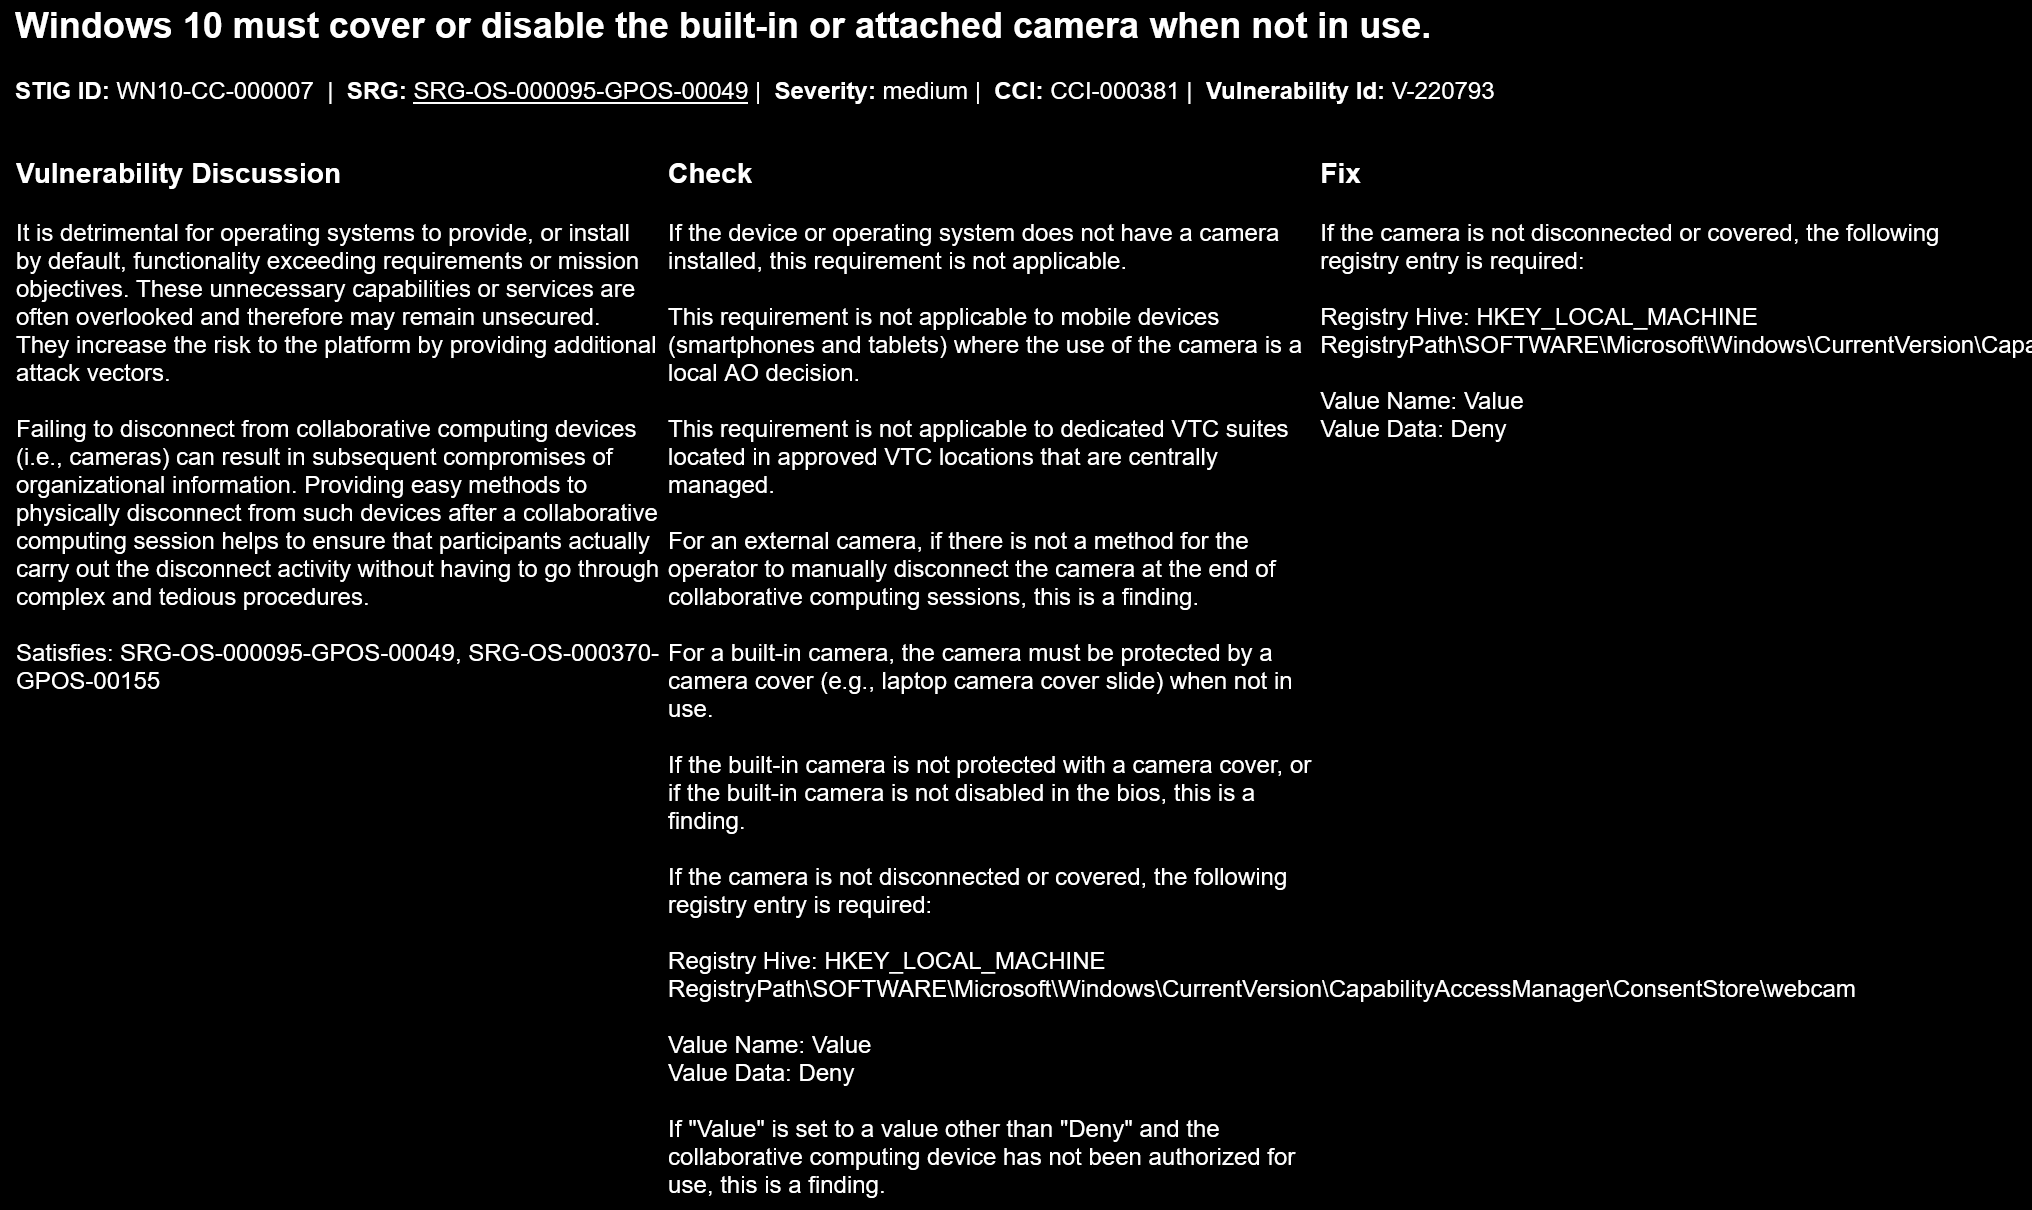 Windows 10 must cover or disable the built-in or attached camera when not in use.
STIG ID: WN10-CC-000007 | SRG: SRG-OS-000095-GPOS-00049 | Severity: medium | CCI: CCI-000381 | Vulnerability Id: V-220793
Vulnerability Discussion
It is detrimental for operating systems to provide, or install
by default, functionality exceeding requirements or mission
objectives. These unnecessary capabilities or services are
often overlooked and therefore may remain unsecured.
They increase the risk to the platform by providing additional
attack vectors.
Failing to disconnect from collaborative computing devices
(i.e., cameras) can result in subsequent compromises of
organizational information. Providing easy methods to
physically disconnect from such devices after a collaborative
computing session helps to ensure that participants actually
carry out the disconnect activity without having to go through
complex and tedious procedures.
Satisfies: SRG-OS-000095-GPOS-00049, SRG-OS-000370-
GPOS-00155
Check
If the device or operating system does not have a camera
installed, this requirement is not applicable.
This requirement is not applicable to mobile devices
(smartphones and tablets) where the use of the camera is a
local AO decision.
This requirement is not applicable to dedicated VTC suites
located in approved VTC locations that are centrally
managed.
For an external camera, if there is not a method for the
operator to manually disconnect the camera at the end of
collaborative computing sessions, this is a finding.
For a built-in camera, the camera must be protected by a
camera cover (e.g., laptop camera cover slide) when not in
use.
If the built-in camera is not protected with a camera cover, or
if the built-in camera is not disabled in the bios, this is a
finding.
If the camera is not disconnected or covered, the following
registry entry is required:
Registry Hive: HKEY_LOCAL_MACHINE
RegistryPath\SOFTWARE\Microsoft\Windows\CurrentVersion\CapabilityAccessManager\ConsentStore\webcam
Value Name: Value
Value Data: Deny
If "Value" is set to a value other than "Deny" and the
collaborative computing device has not been authorized for
use, this is a finding.
Fix
If the camera is not disconnected or covered, the following
registry entry is required:
Registry Hive: HKEY_LOCAL_MACHINE
RegistryPath\SOFTWARE\Microsoft\Windows\CurrentVersion\Capa
Value Name: Value
Value Data: Deny